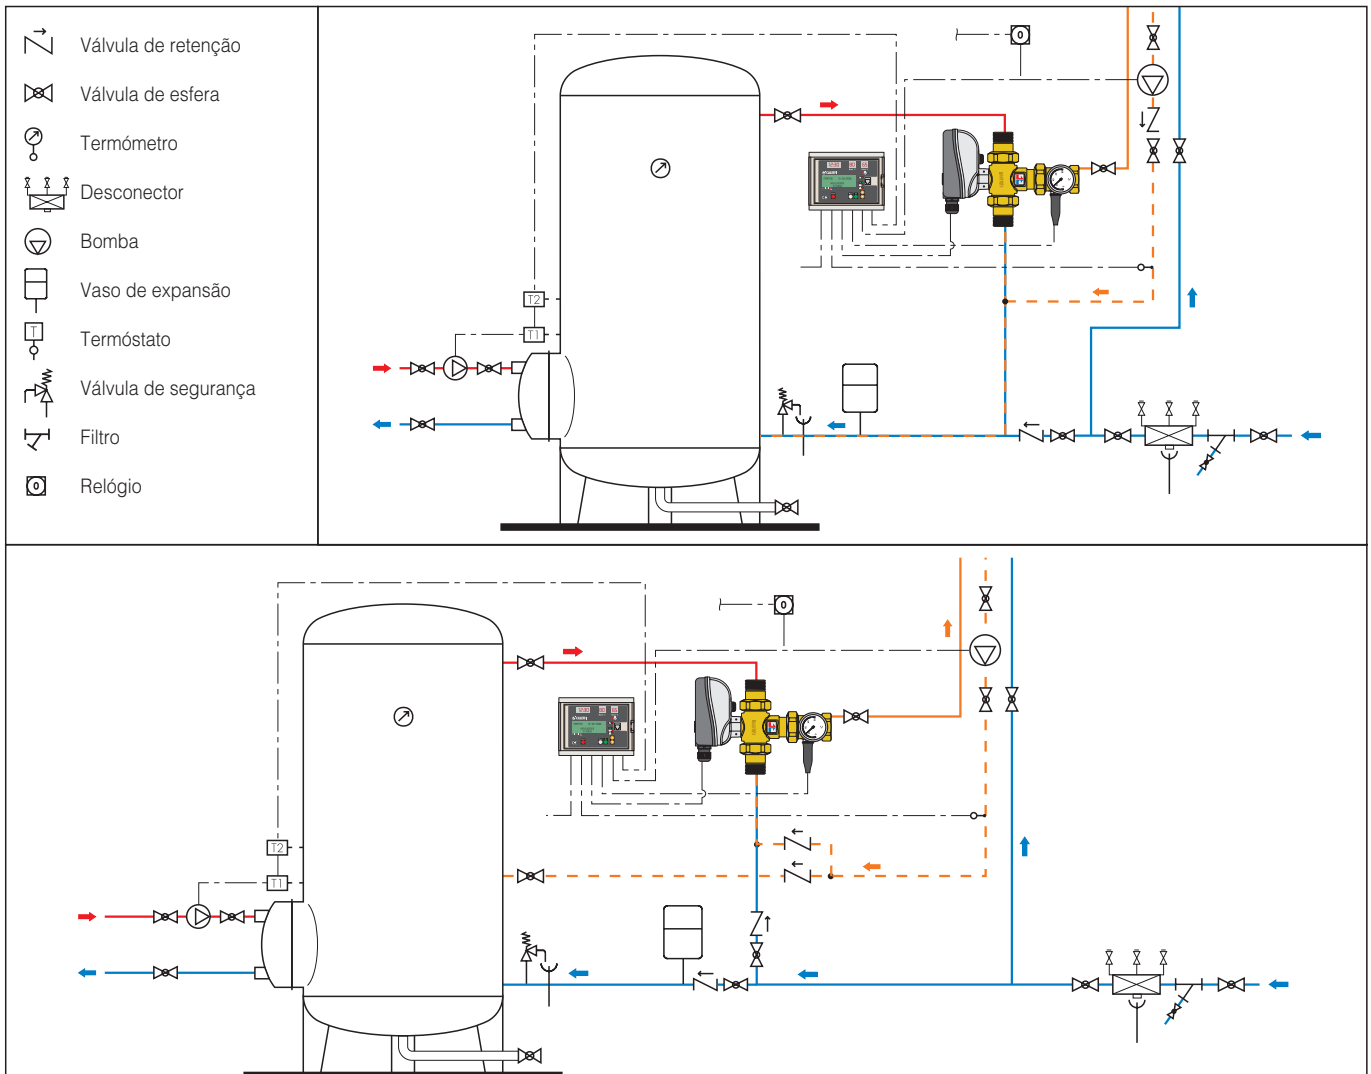 Válvula de retenção
Válvula de esfera
Termómetro
Desconector
Bomba
Vaso de expansão
T
Termóstato
Válvula de segurança
Filtro
Relógio
T2
T1
T2
T1